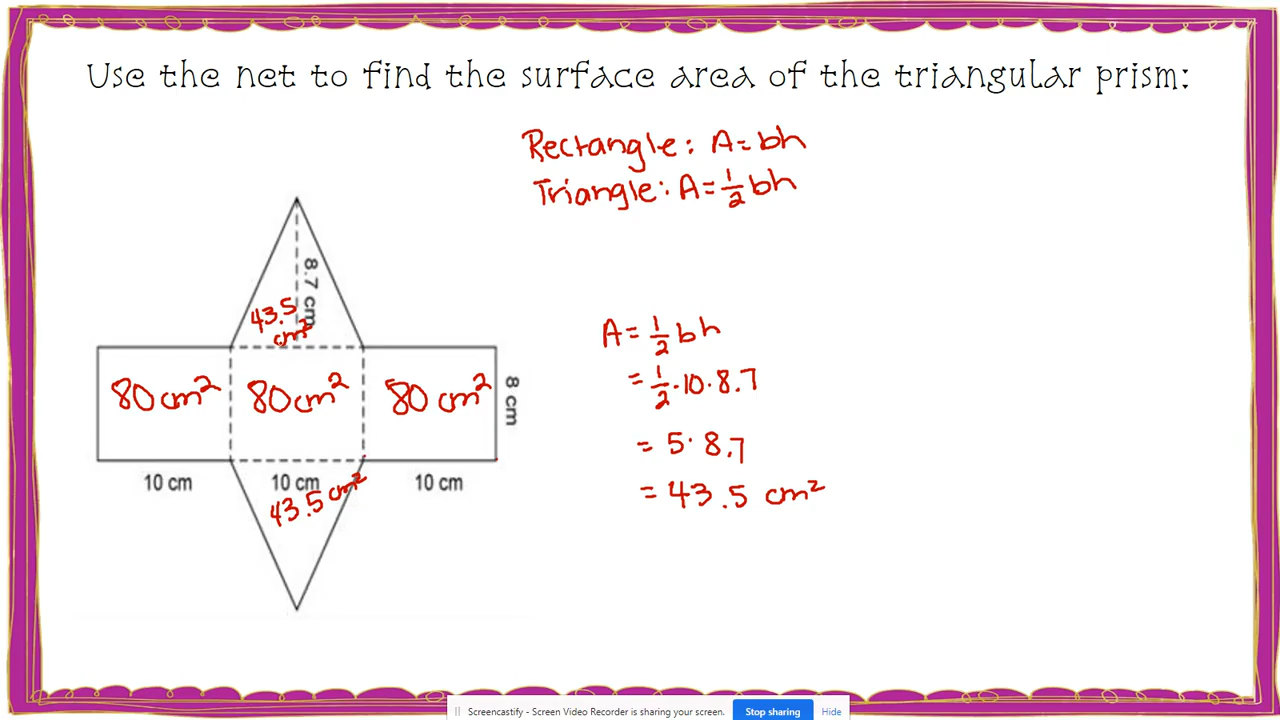 Use the net to find the surface area of the triangular prism:
Rectangle: A=bh
Triangle: A=½bh
8.7 cm
43.5
cm²
80 cm²
80 cm²
80 cm²
8 cm
10 cm
10 cm
10 cm
43.5 cm²
A = ½bh
= ½·10·8.7
= 5·8.7
= 43.5 cm²
Screencastify - Screen Video Recorder is sharing your screen.
Stop sharing
Hide